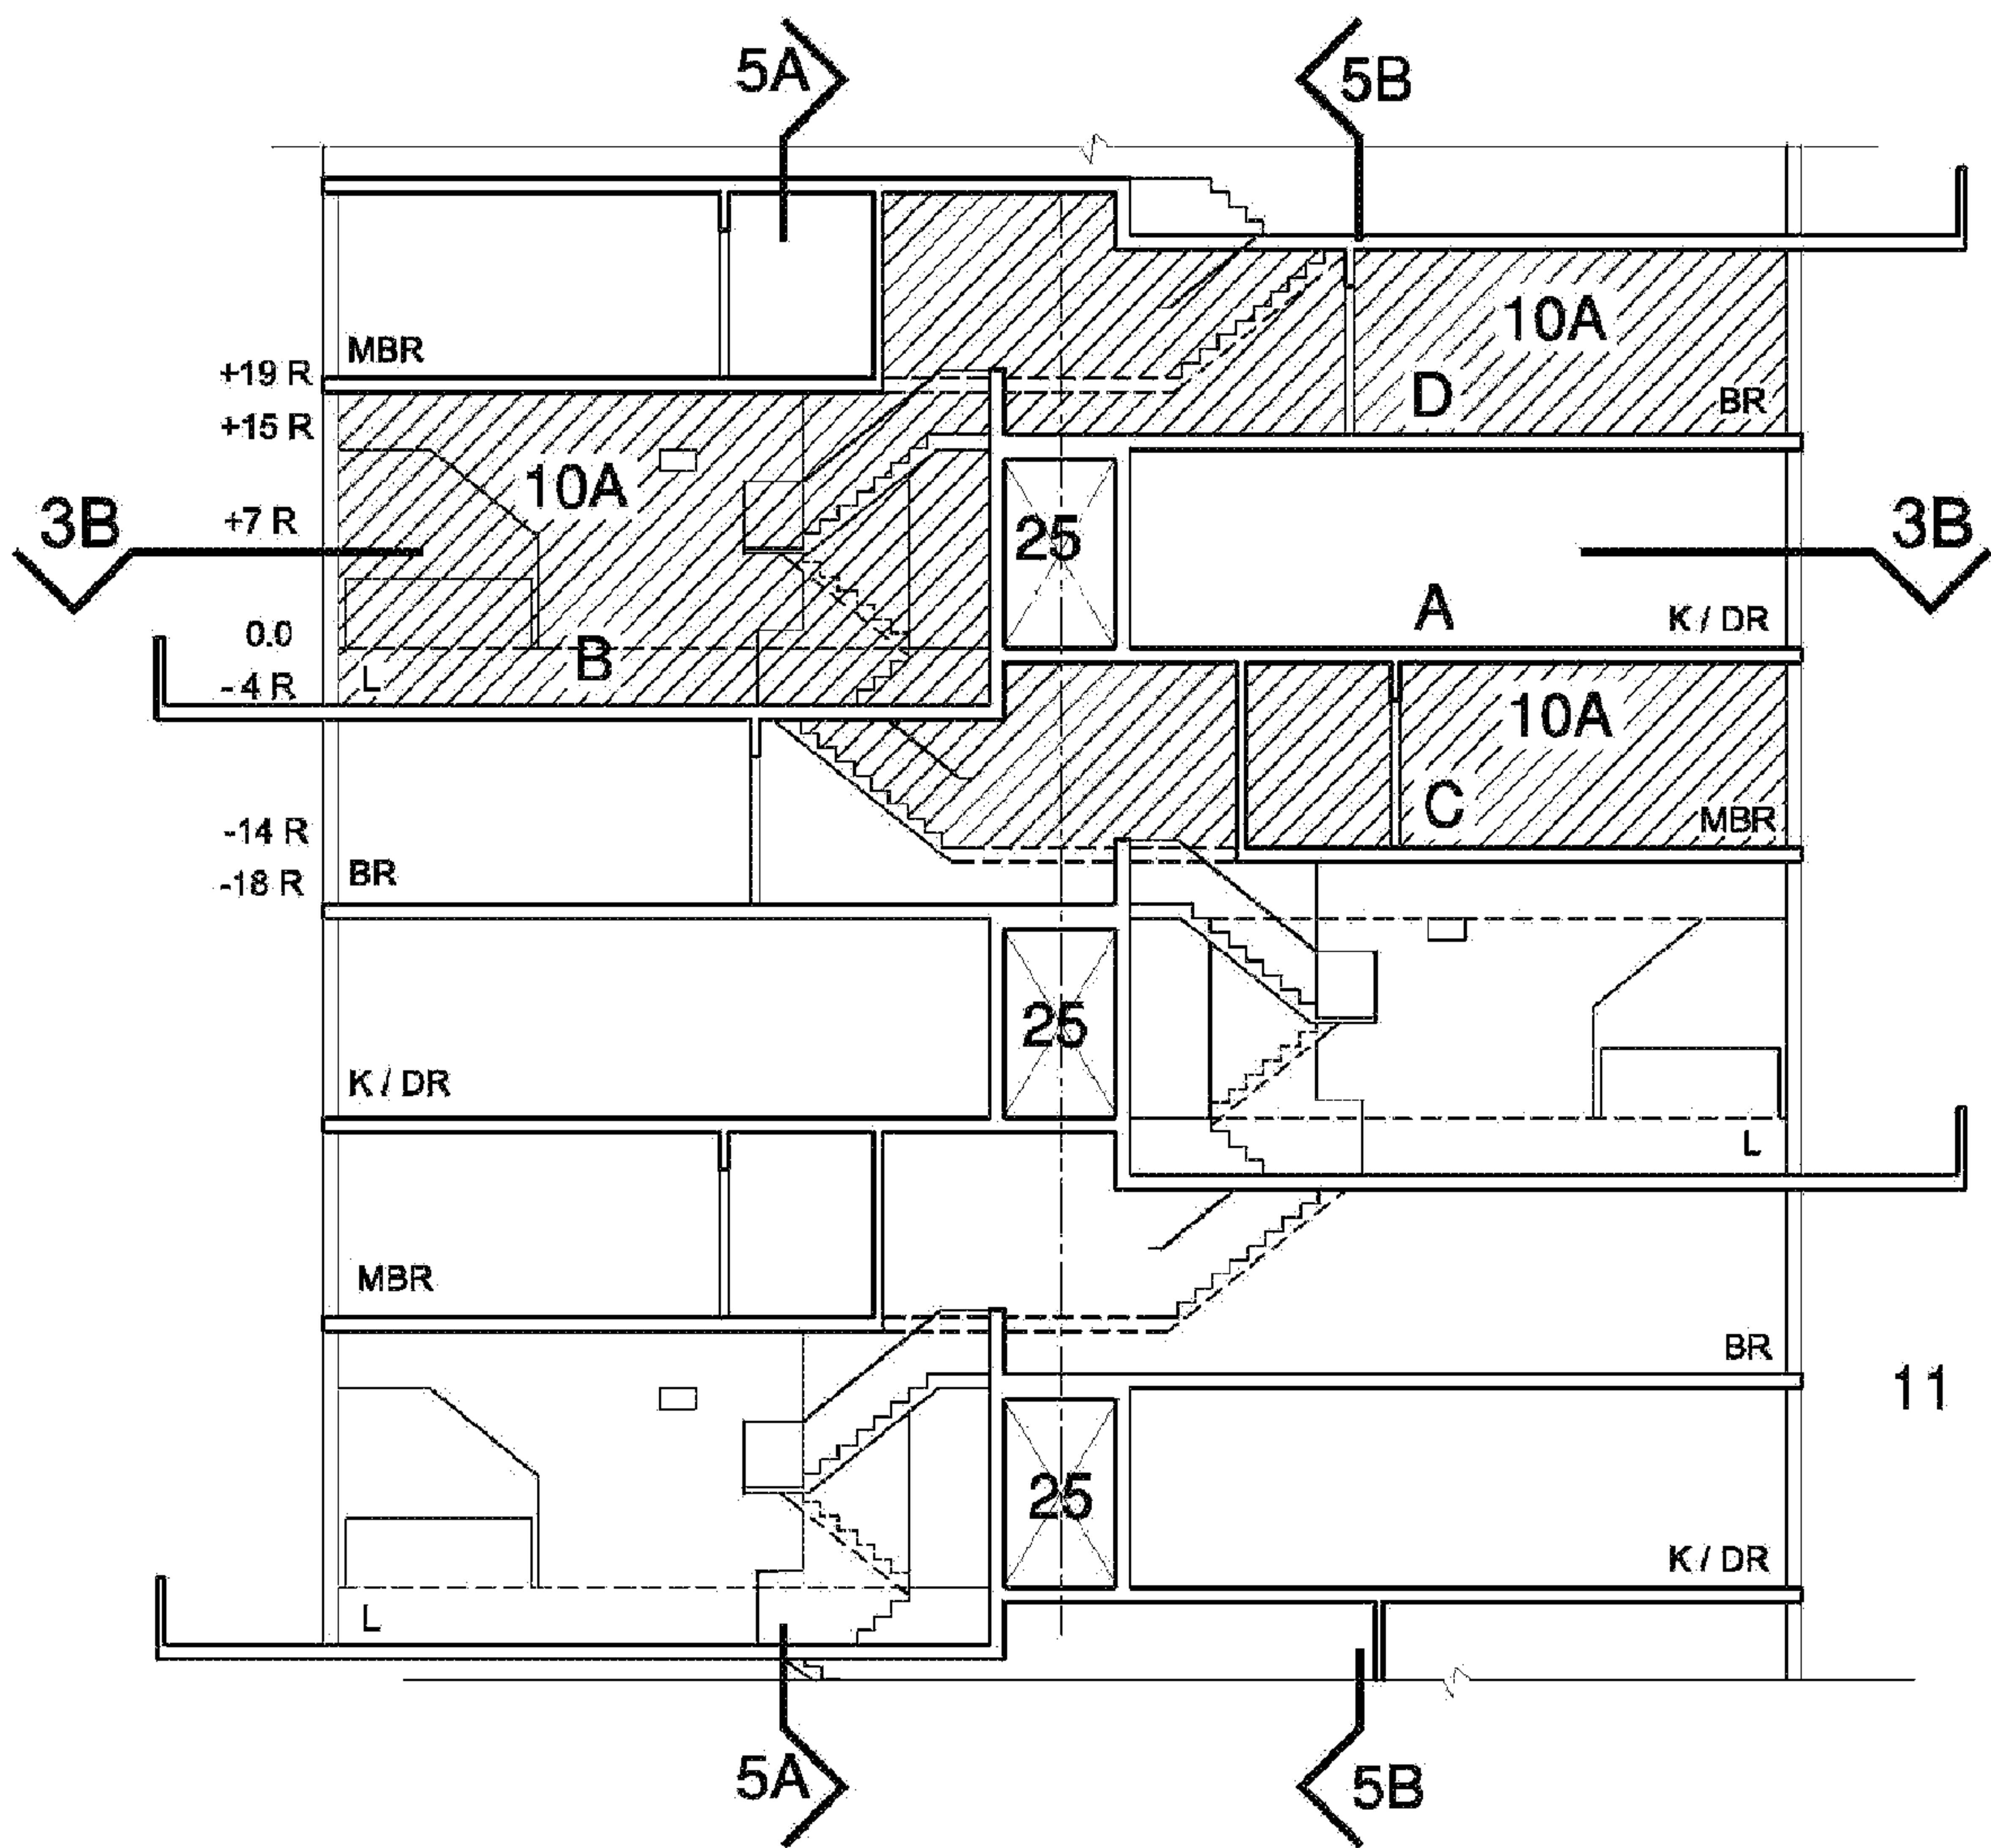 5A 5B
MBR 10A
+19 R D BR
+15 R
10A
3B +7 R 25 3B
A
0.0 K / DR
B
- 4 R L 10A
C MBR
-14 R
BR
-18 R
25
K / DR
L
MBR
BR
11
25
K / DR
L
5A 5B